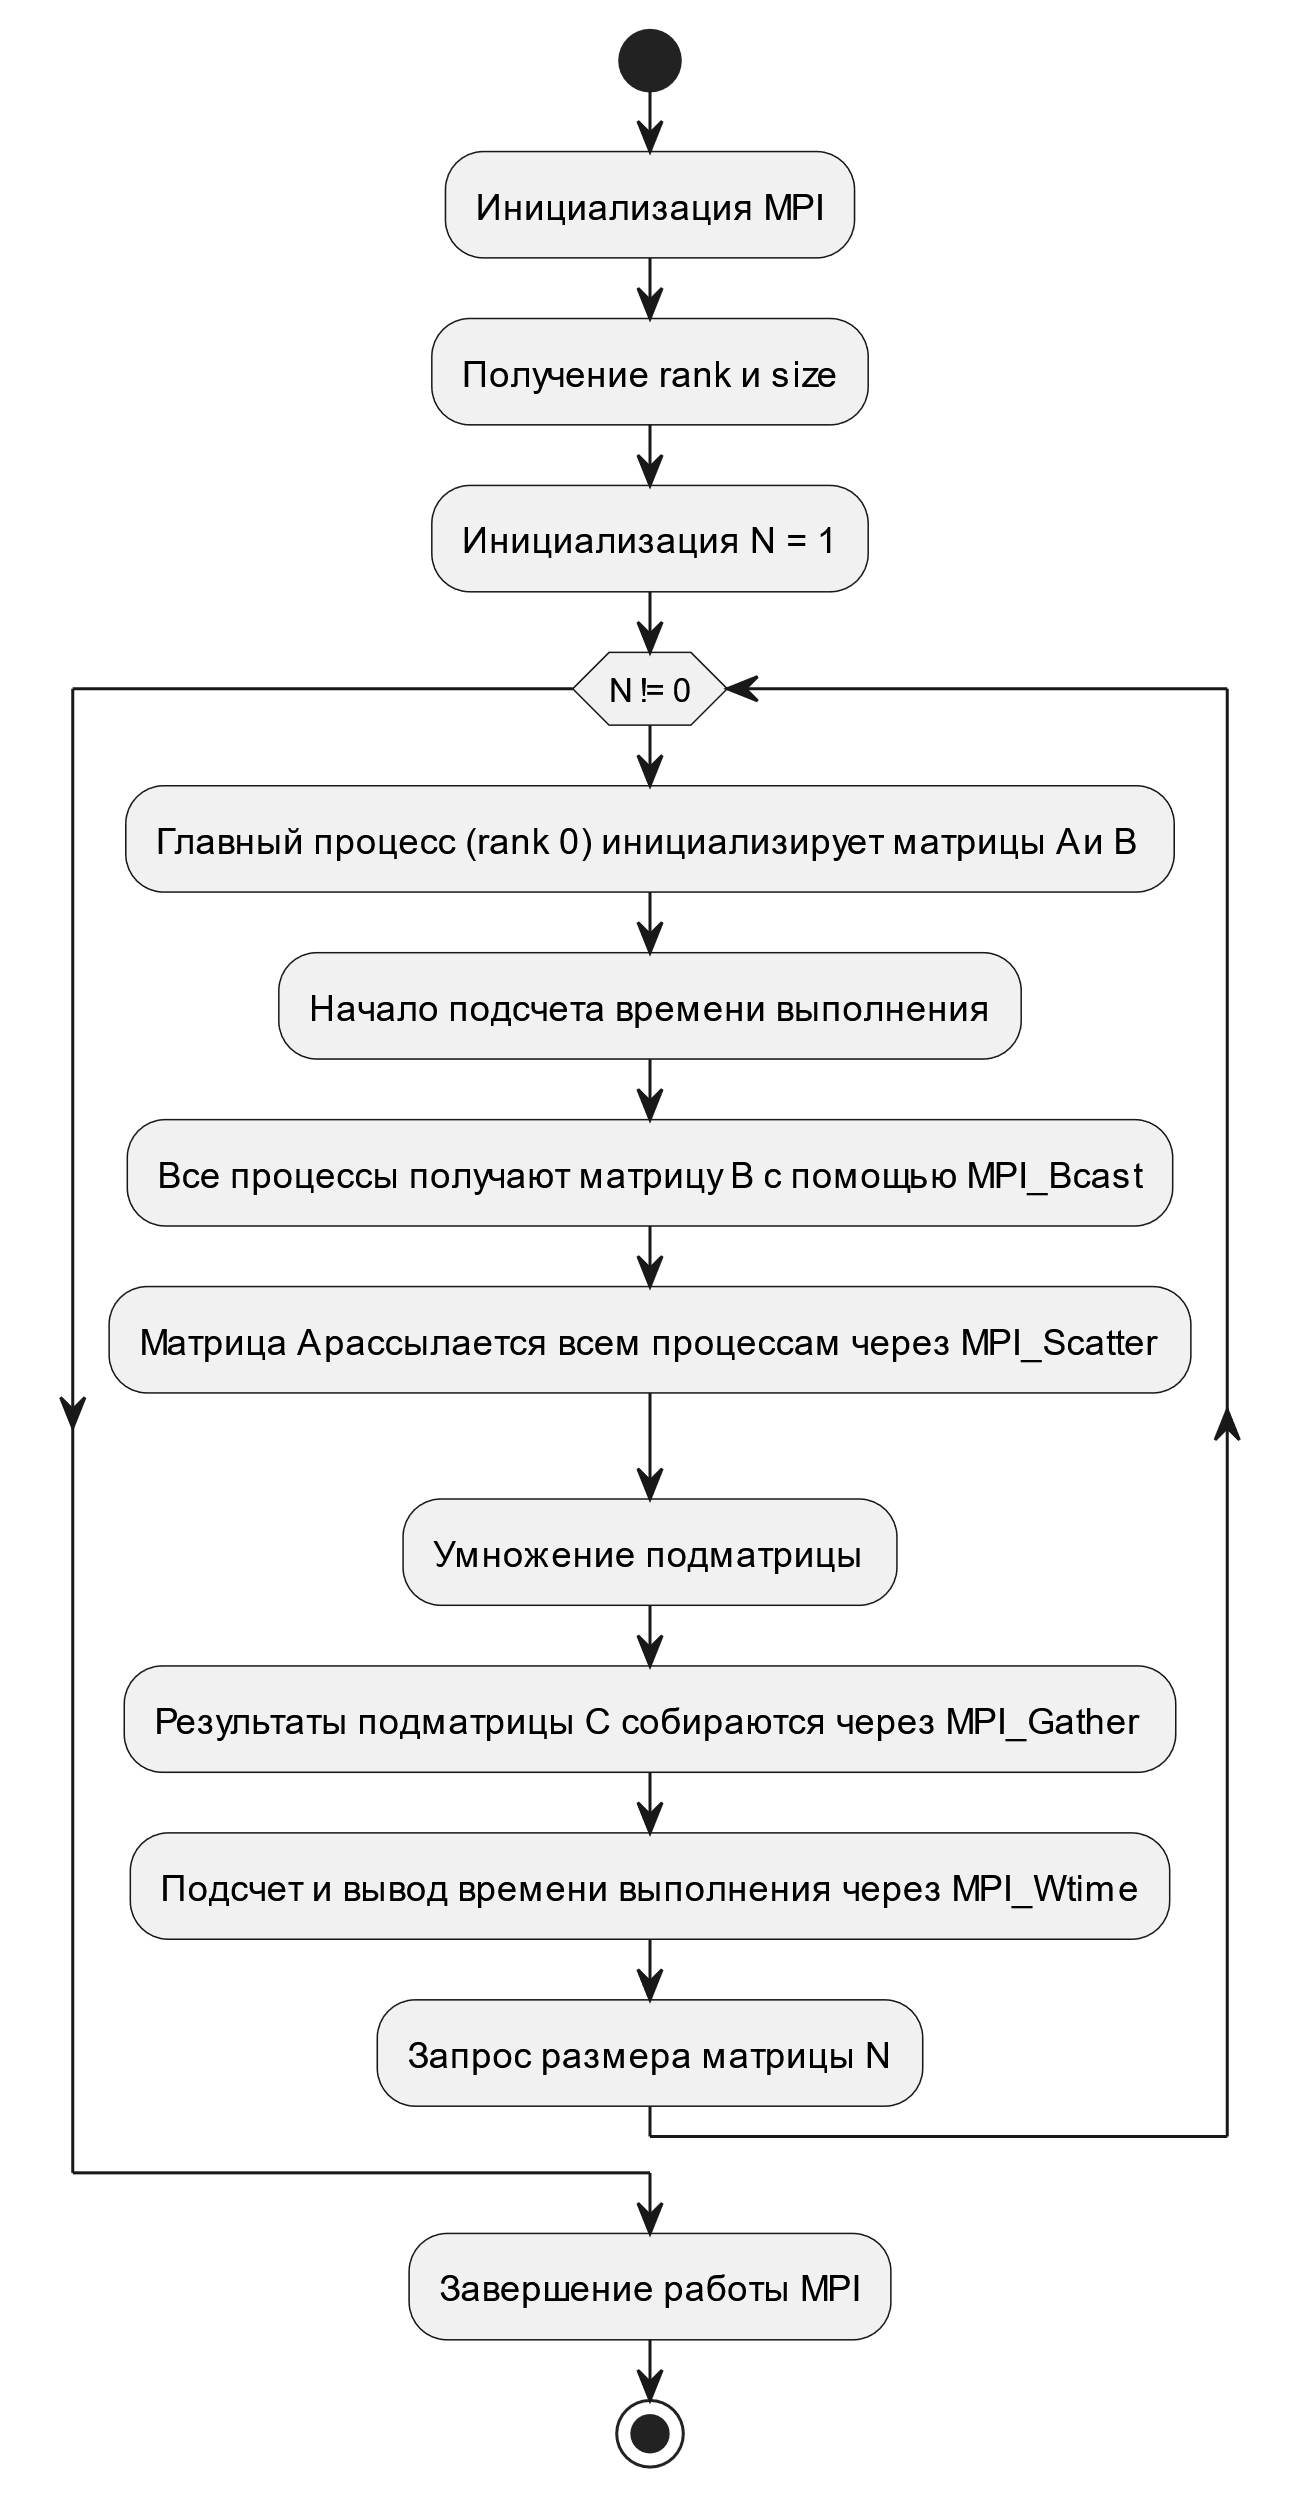 Инициализация MPI
Получение rank и size
Инициализация N = 1
N != 0
Главный процесс (rank 0) инициализирует матрицы A и B
Начало подсчета времени выполнения
Все процессы получают матрицу B с помощью MPI_Bcast
Матрица A рассылается всем процессам через MPI_Scatter
Умножение подматрицы
Результаты подматрицы C собираются через MPI_Gather
Подсчет и вывод времени выполнения через MPI_Wtime
Запрос размера матрицы N
Завершение работы MPI